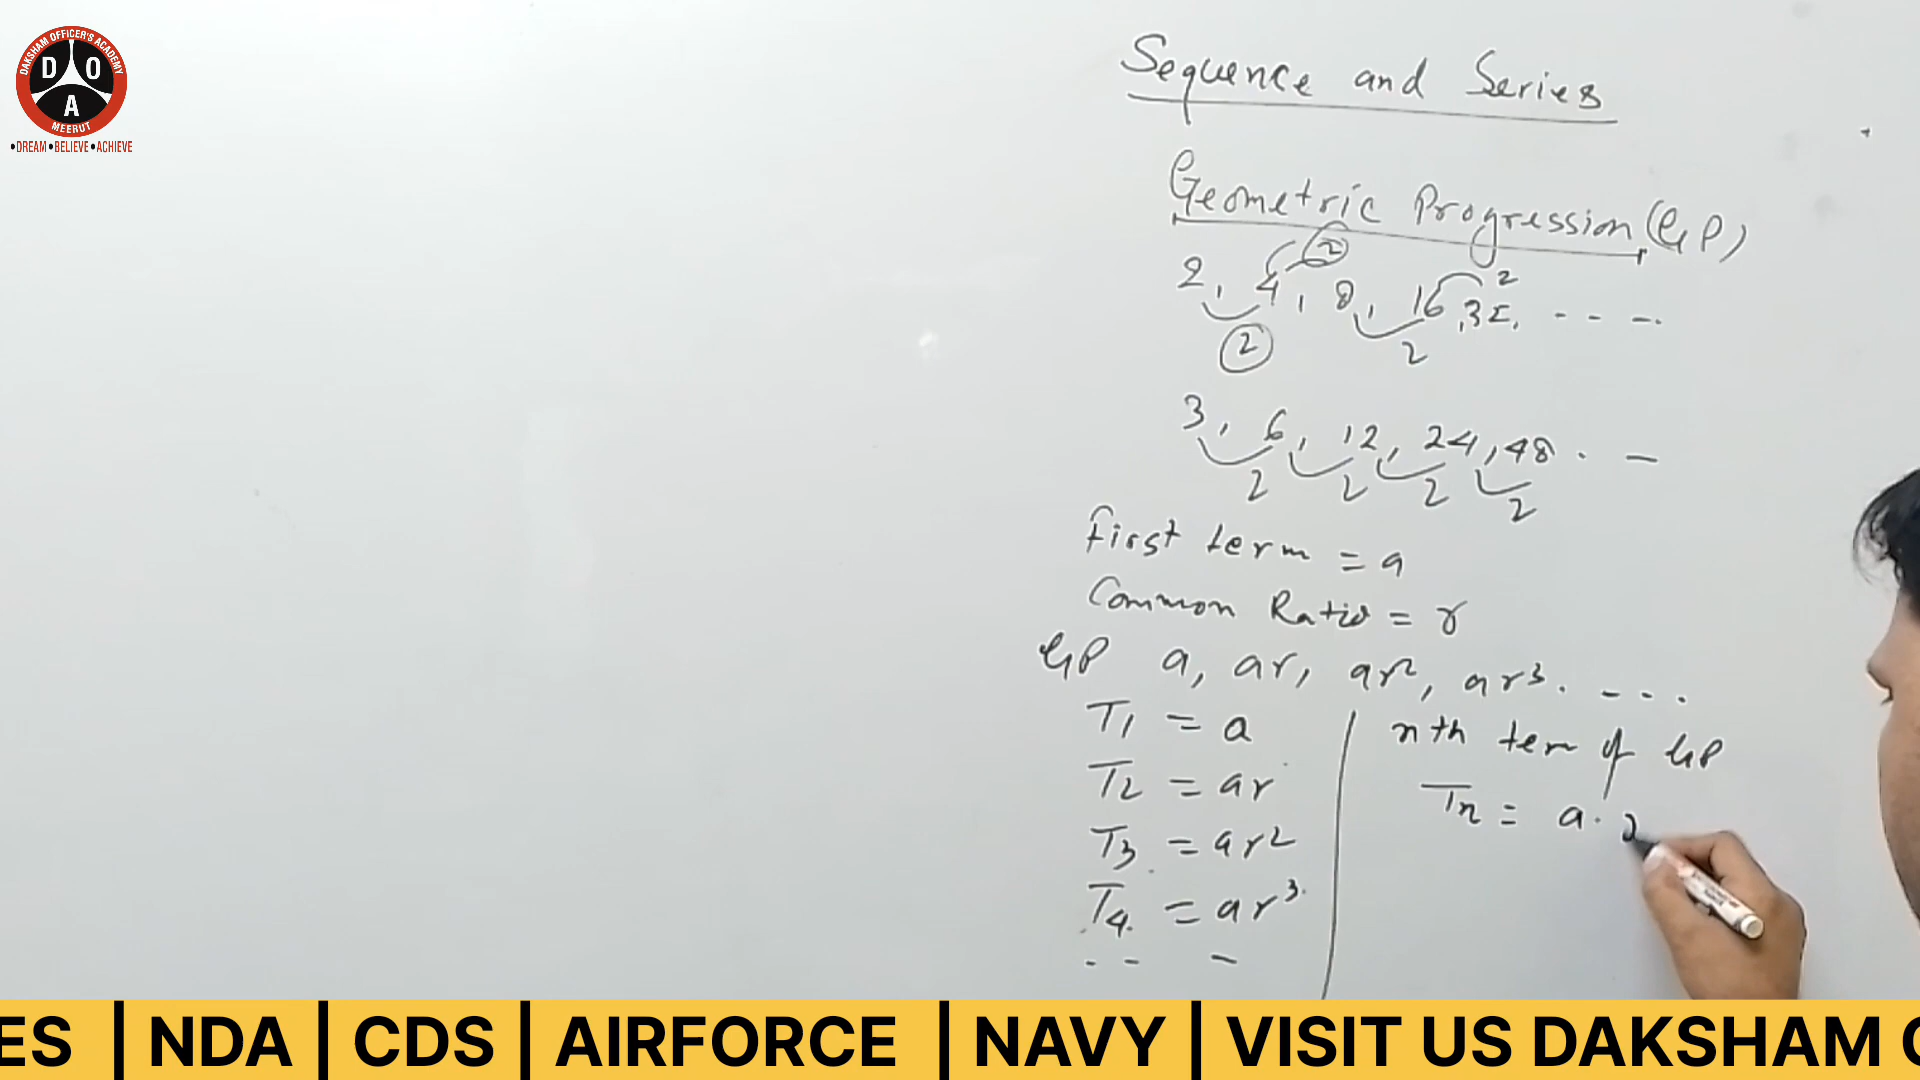 DAKSHAM OFFICER'S ACADEMY
D O
A
MEERUT
•DREAM•BELIEVE•ACHIEVE
Sequence and Series
Geometric Progression (GP)
2
2
2, 4, 8, 16, 32, - - -.
2
2
3, 6, 12, 24, 48 . -
2 2 2 2
First term = a
Common Ratio = r
GP a, ar, ar², ar³. - - -.
T1 = a
T2 = ar
T3 = ar²
T4 = ar³
- - -
nth term of GP
Tn = a.
ES | NDA | CDS | AIRFORCE | NAVY | VISIT US DAKSHAM